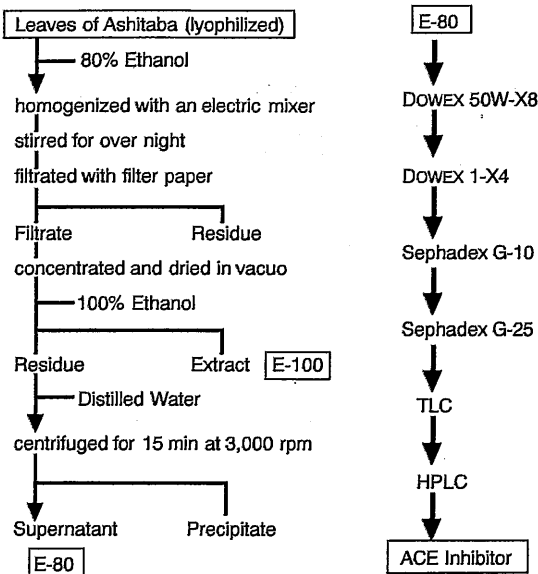 Leaves of Ashitaba (lyophilized)
80% Ethanol
homogenized with an electric mixer
stirred for over night
filtrated with filter paper
Filtrate Residue
concentrated and dried in vacuo
100% Ethanol
Residue Extract E-100
Distilled Water
centrifuged for 15 min at 3,000 rpm
Supernatant Precipitate
E-80
E-80
DOWEX 50W-X8
DOWEX 1-X4
Sephadex G-10
Sephadex G-25
TLC
HPLC
ACE Inhibitor